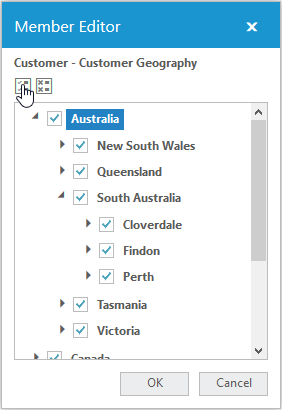 Member Editor
Customer - Customer Geography
Australia
New South Wales
Queensland
South Australia
Cloverdale
Findon
Perth
Tasmania
Victoria
Canada
OK Cancel